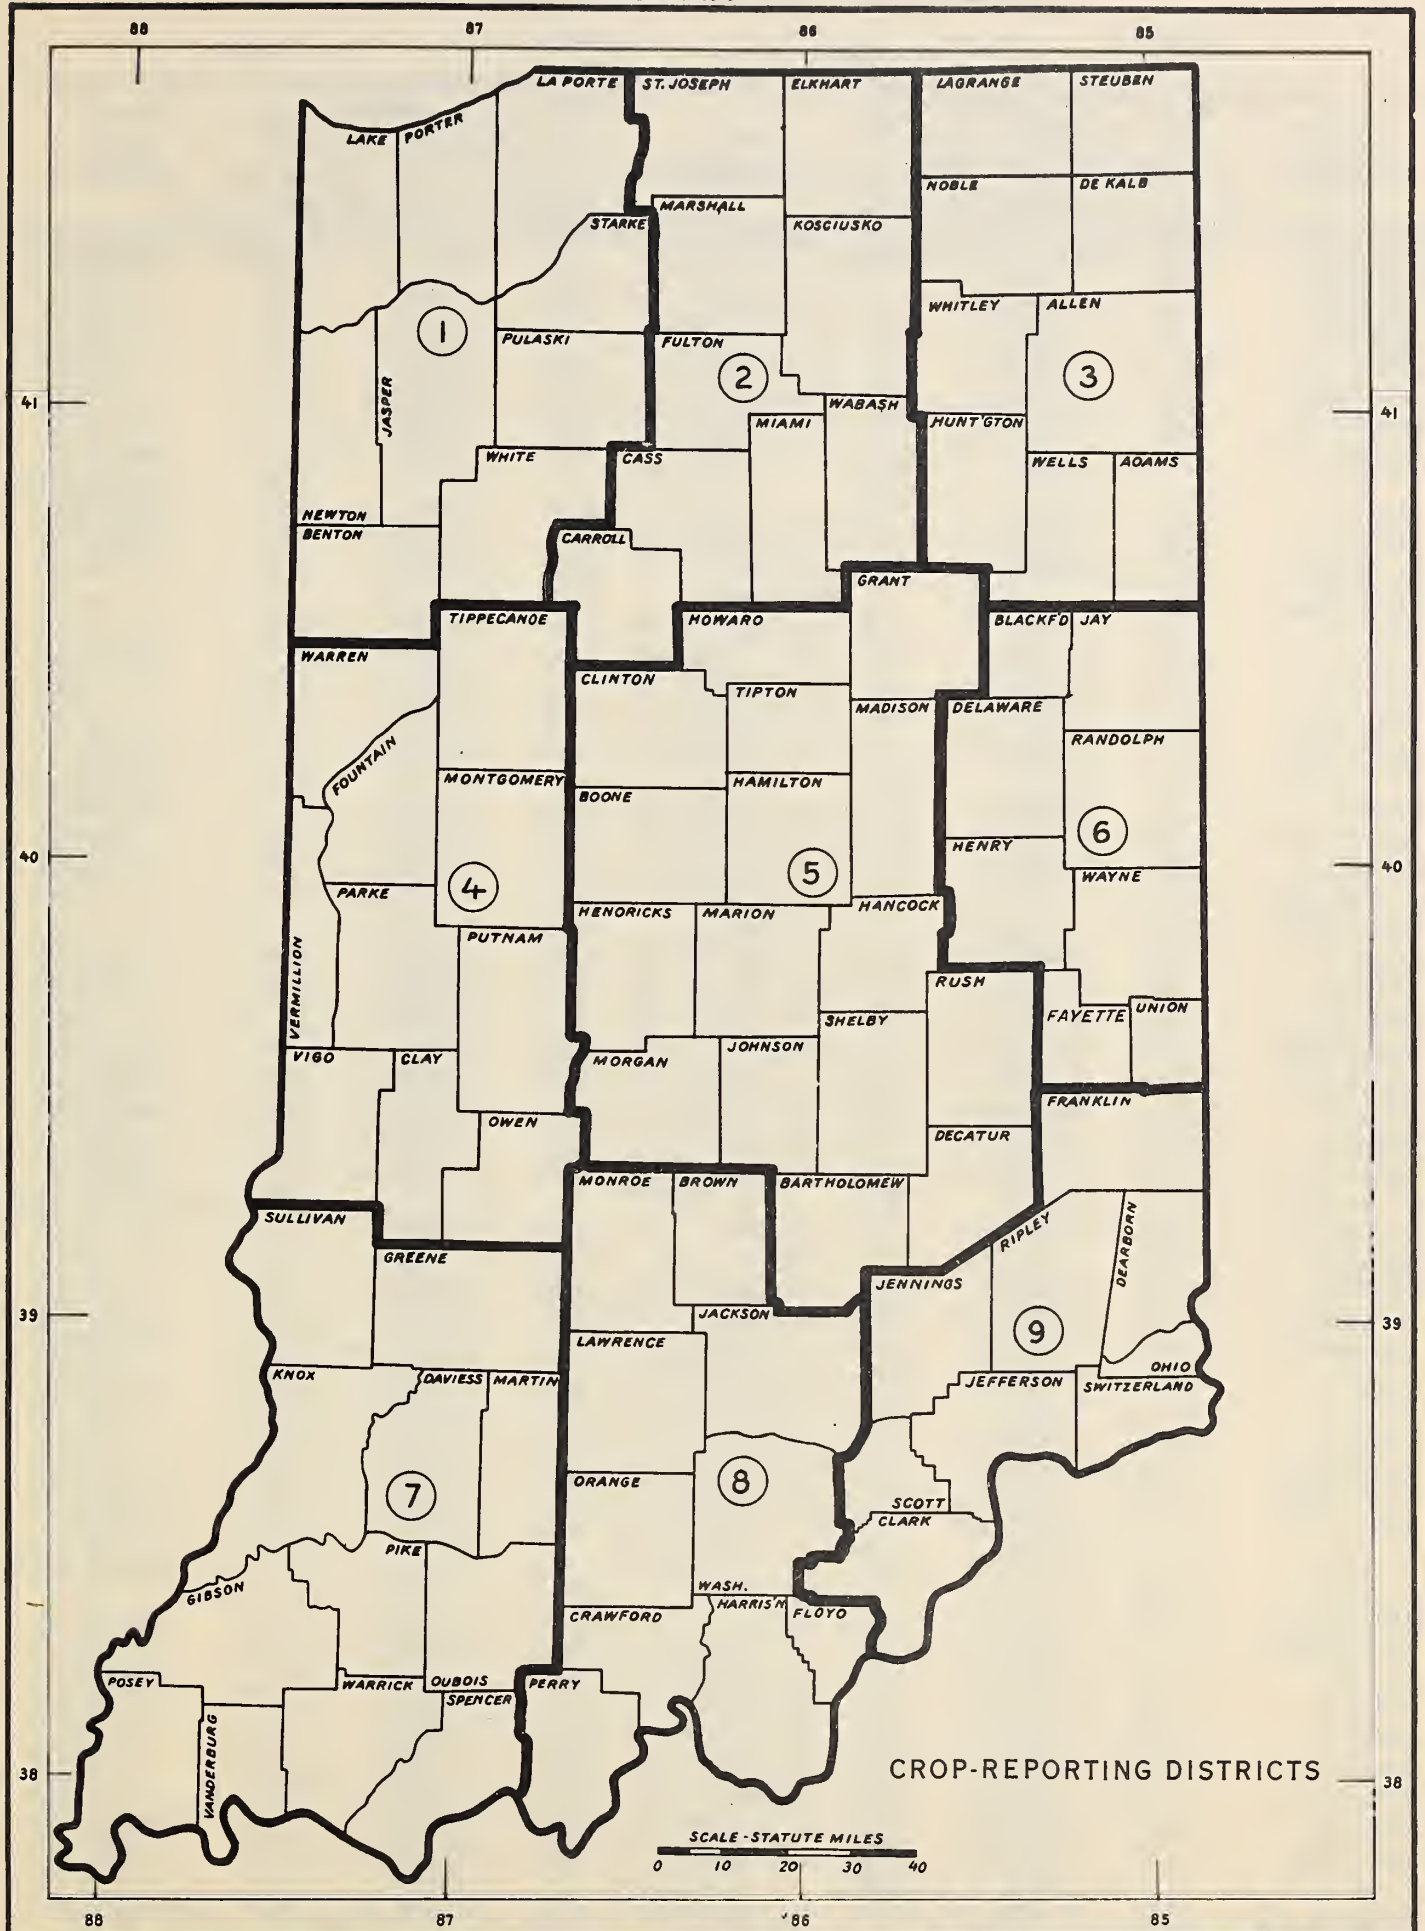 88 87 86 85
LA PORTE ST. JOSEPH ELKHART LAGRANGE STEUBEN
LAKE PORTER
NOBLE DE KALB
MARSHALL
STARKE KOSCIUSKO
WHITLEY ALLEN
1 PULASKI FULTON
2 3
41 JASPER WABASH 41
MIAMI HUNT'GTON
WHITE CASS WELLS ADAMS
NEWTON
BENTON CARROLL
GRANT
TIPPECANOE HOWARD BLACKF'D JAY
WARREN
CLINTON TIPTON
MADISON DELAWARE
RANDOLPH
FOUNTAIN
MONTGOMERY BOONE HAMILTON
6
HENRY
40 40
4 5 WAYNE
PARKE
HENDRICKS MARION HANCOCK
PUTNAM
VERMILLION
RUSH
SHELBY FAYETTE UNION
VIGO CLAY MORGAN JOHNSON
FRANKLIN
OWEN
DECATUR
MONROE BROWN BARTHOLOMEW
SULLIVAN
RIPLEY DEARBORN
GREENE
JENNINGS
39 JACKSON 39
9
LAWRENCE
OHIO
KNOX DAVIESS MARTIN JEFFERSON SWITZERLAND
ORANGE 8
7
SCOTT
CLARK
PIKE
GIBSON WASH.
HARRIS'N FLOYD
CRAWFORD
POSEY WARRICK DUBOIS PERRY
SPENCER
VANDERBURG
38 CROP-REPORTING DISTRICTS 38
SCALE - STATUTE MILES
0 10 20 30 40
88 87 86 85